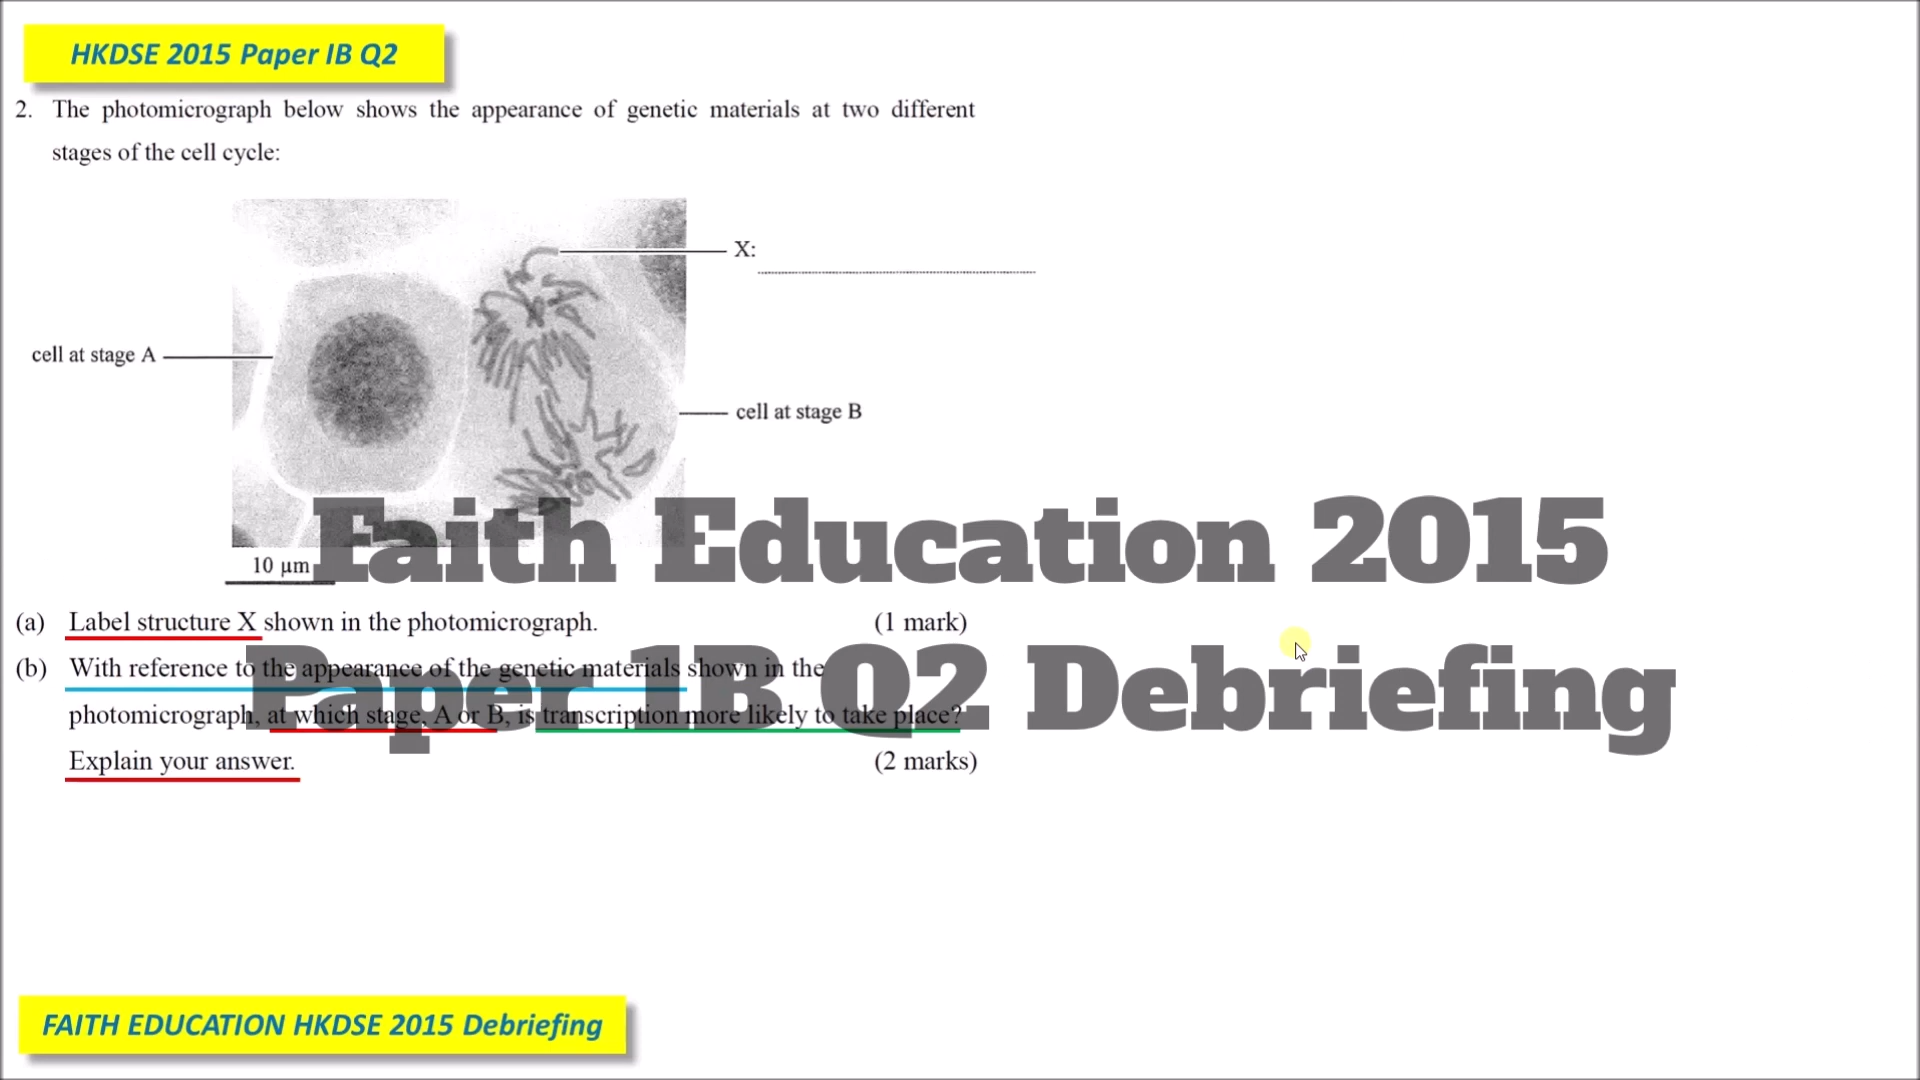 HKDSE 2015 Paper IB Q2
2. The photomicrograph below shows the appearance of genetic materials at two different
stages of the cell cycle:
X:
cell at stage A
cell at stage B
10 µm
Faith Education 2015
(a) Label structure X shown in the photomicrograph. (1 mark)
(b) With reference to the appearance of the genetic materials shown in the
Paper 1B Q2 Debriefing
photomicrograph, at which stage, A or B, is transcription more likely to take place?
Explain your answer. (2 marks)
FAITH EDUCATION HKDSE 2015 Debriefing